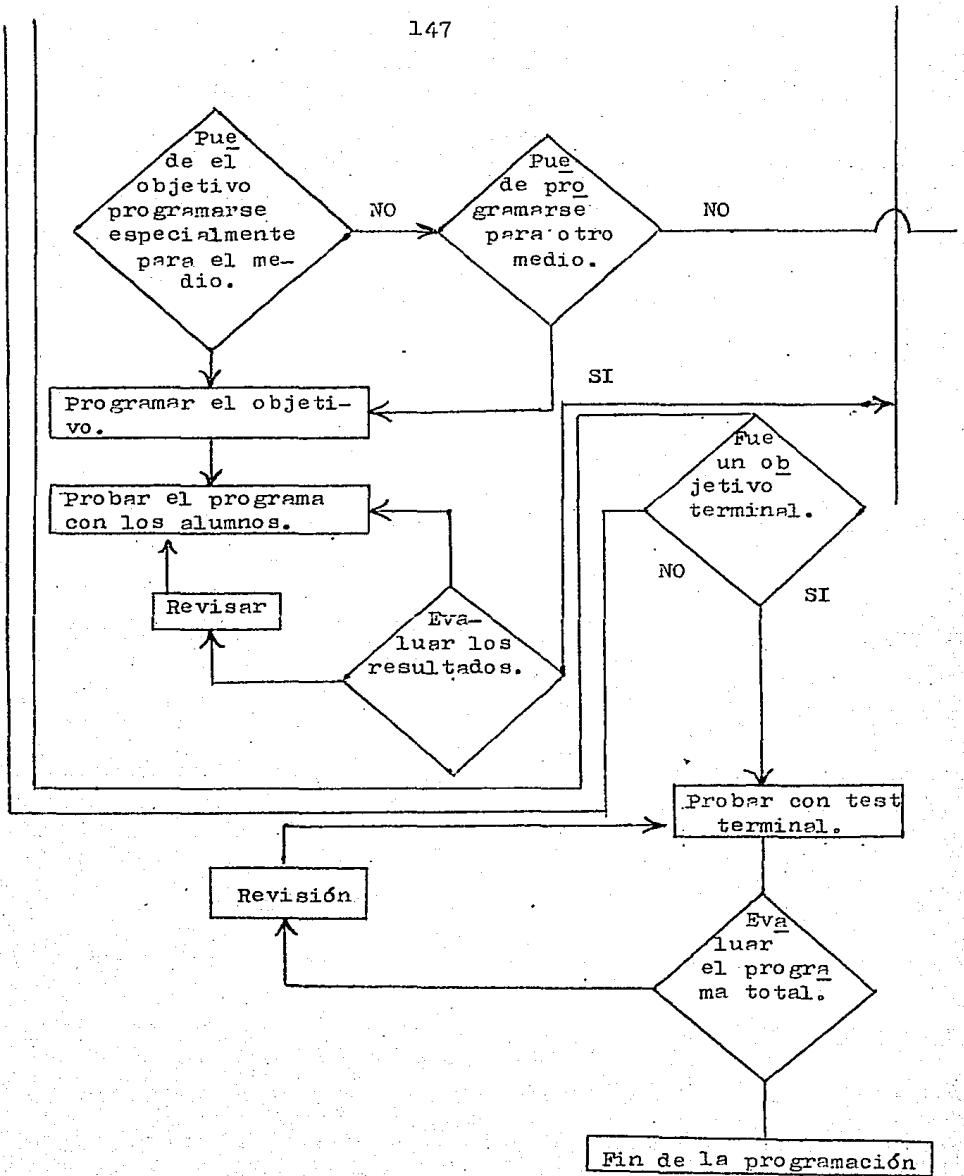 147
Pue
de el
objetivo
programarse
especialmente
para el me-
dio.
NO
Pue
de pro
gramarse
para otro
medio.
NO
SI
Programar el objeti-
vo.
Fue
un ob
jetivo
terminal.
Probar el programa
con los alumnos.
NO
SI
Revisar
Eva-
luar los
resultados.
Probar con test
terminal.
Revisión
Eva
luar
el progra
ma total.
Fin de la programación